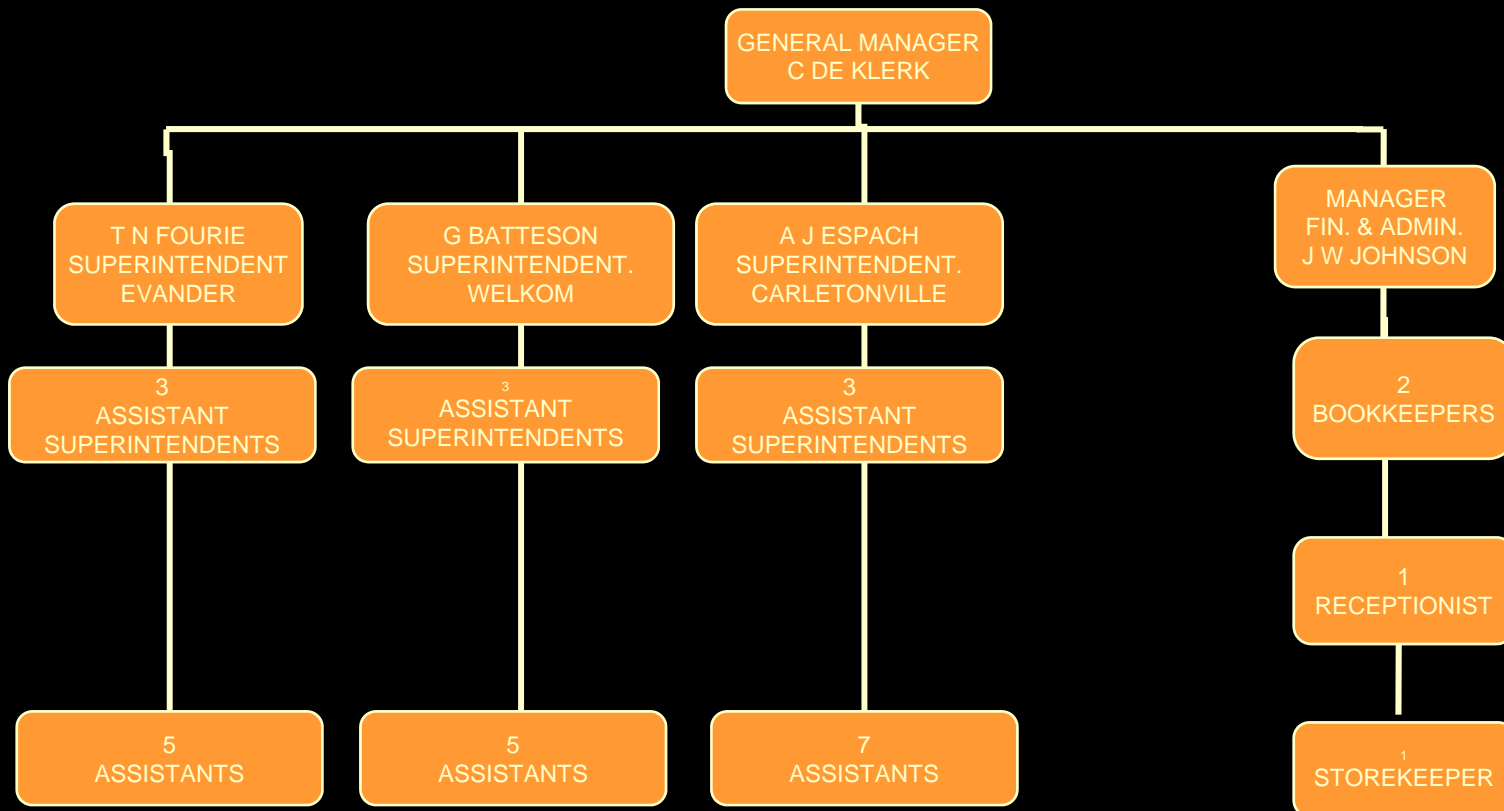 GENERAL MANAGER
C DE KLERK
T N FOURIE
SUPERINTENDENT
EVANDER
G BATTESON
SUPERINTENDENT.
WELKOM
A J ESPACH
SUPERINTENDENT.
CARLETONVILLE
MANAGER
FIN. & ADMIN.
J W JOHNSON
3
ASSISTANT
SUPERINTENDENTS
3
ASSISTANT
SUPERINTENDENTS
3
ASSISTANT
SUPERINTENDENTS
2
BOOKKEEPERS
1
RECEPTIONIST
5
ASSISTANTS
5
ASSISTANTS
7
ASSISTANTS
1
STOREKEEPER